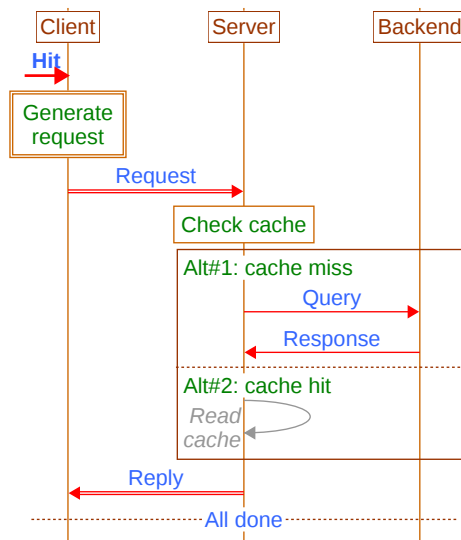 Client Server Backend
Hit
Generate
request
Request
Check cache
Alt#1: cache miss
Query
Response
Alt#2: cache hit
Read
cache
Reply
All done